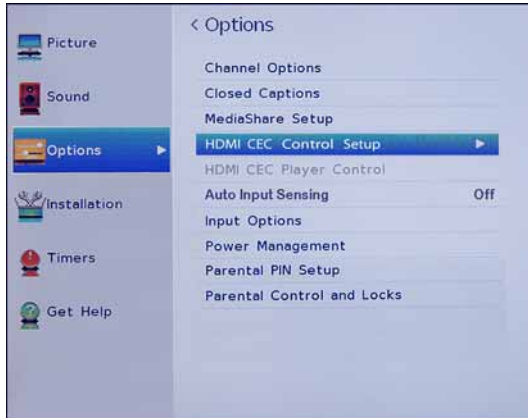 Picture
Sound
Options
Installation
Timers
Get Help
< Options
Channel Options
Closed Captions
MediaShare Setup
HDMI CEC Control Setup
HDMI CEC Player Control
Auto Input Sensing Off
Input Options
Power Management
Parental PIN Setup
Parental Control and Locks